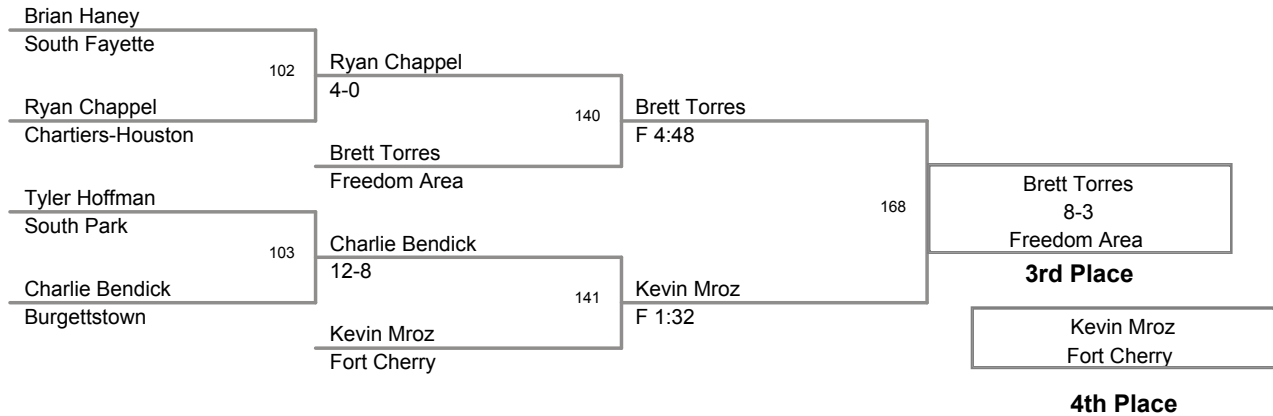 Brian Haney
South Fayette
102
Ryan Chappel
4-0
Ryan Chappel
Chartiers-Houston
140
Brett Torres
F 4:48
Brett Torres
Freedom Area
Tyler Hoffman
South Park
168
Brett Torres
8-3
Freedom Area
3rd Place
103
Charlie Bendick
12-8
Charlie Bendick
Burgettstown
141
Kevin Mroz
F 1:32
Kevin Mroz
Fort Cherry
Kevin Mroz
Fort Cherry
4th Place